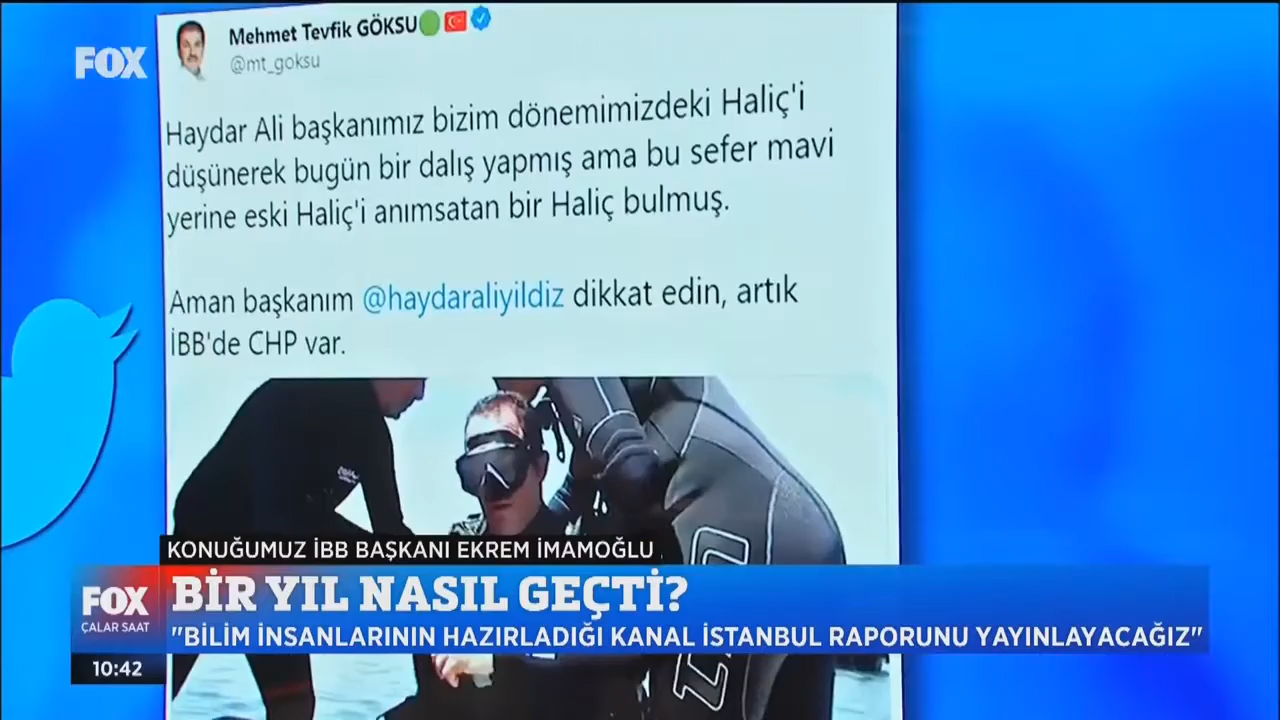 FOX
Mehmet Tevfik GÖKSU
@mt_goksu
Haydar Ali başkanımız bizim dönemimizdeki Haliç'i
düşünerek bugün bir dalış yapmış ama bu sefer mavi
yerine eski Haliç'i anımsatan bir Haliç bulmuş.
Aman başkanım @haydaraliyildiz dikkat edin, artık
İBB'de CHP var.
KONUĞUMUZ İBB BAŞKANI EKREM İMAMOĞLU
FOX
ÇALAR SAAT
BİR YIL NASIL GEÇTİ?
"BİLİM İNSANLARININ HAZIRLADIĞI KANAL İSTANBUL RAPORUNU YAYINLAYACAĞIZ"
10:42